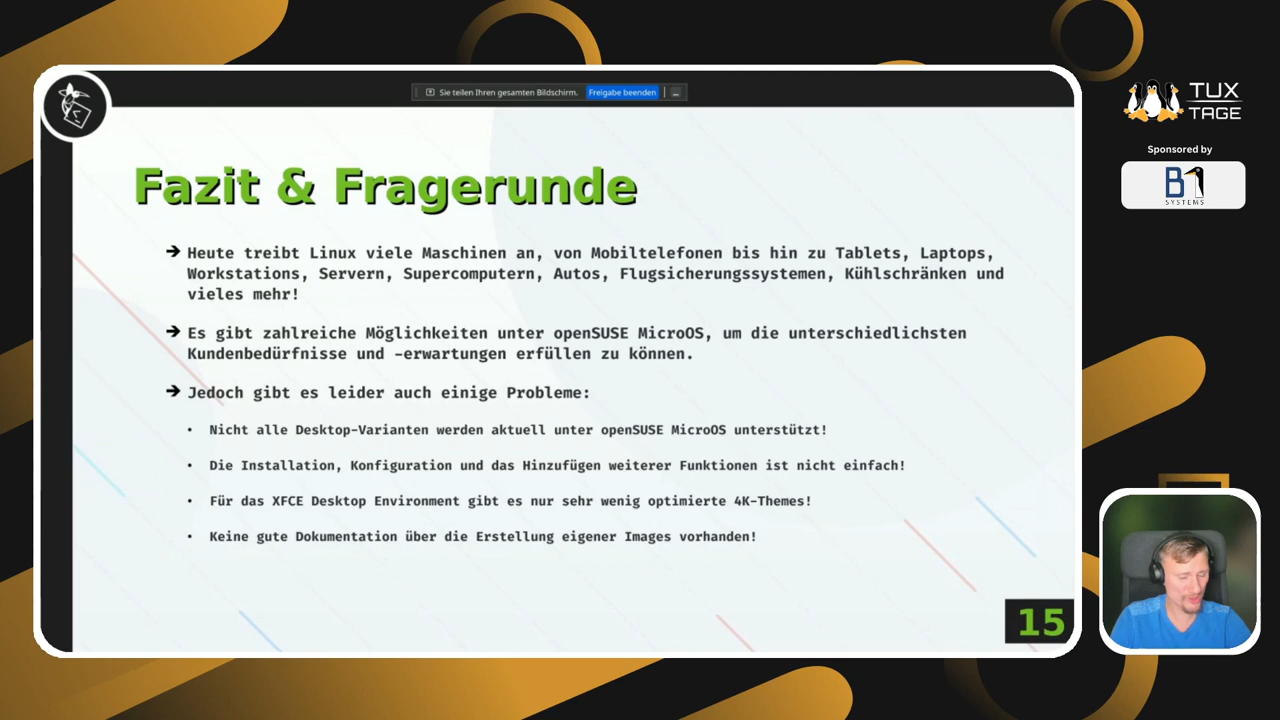 Sie teilen Ihren gesamten Bildschirm. Freigabe beenden
TUX
TAGE
Sponsored by
B1
SYSTEMS
Fazit & Fragerunde
➔ Heute treibt Linux viele Maschinen an, von Mobiltelefonen bis hin zu Tablets, Laptops,
Workstations, Servern, Supercomputern, Autos, Flugsicherungssystemen, Kühlschränken und
vieles mehr!
➔ Es gibt zahlreiche Möglichkeiten unter openSUSE MicroOS, um die unterschiedlichsten
Kundenbedürfnisse und -erwartungen erfüllen zu können.
➔ Jedoch gibt es leider auch einige Probleme:
• Nicht alle Desktop-Varianten werden aktuell unter openSUSE MicroOS unterstützt!
• Die Installation, Konfiguration und das Hinzufügen weiterer Funktionen ist nicht einfach!
• Für das XFCE Desktop Environment gibt es nur sehr wenig optimierte 4K-Themes!
• Keine gute Dokumentation über die Erstellung eigener Images vorhanden!
15